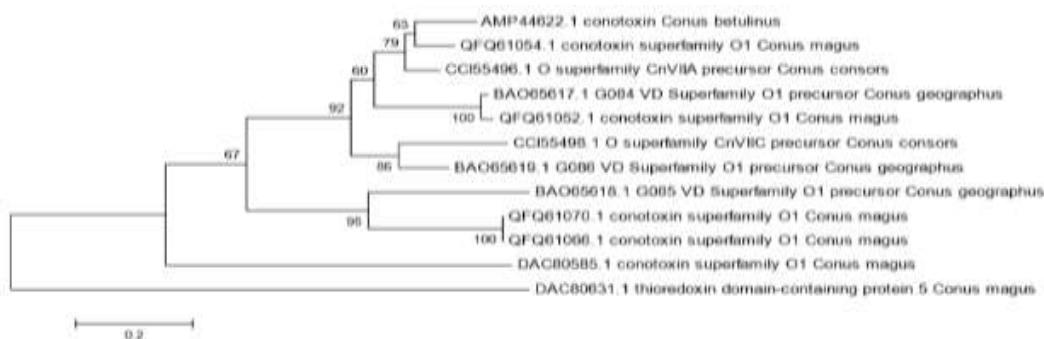 63
AMP44622.1 conotoxin Conus betulinus
79
QFQ61054.1 conotoxin superfamily O1 Conus magus
60
CCI55496.1 O superfamily CnVIIA precursor Conus consors
92
BAO65617.1 G084 VD Superfamily O1 precursor Conus geographus
100
QFQ61052.1 conotoxin superfamily O1 Conus magus
67
CCI55498.1 O superfamily CnVIIC precursor Conus consors
86
BAO65619.1 G086 VD Superfamily O1 precursor Conus geographus
BAO65618.1 G085 VD Superfamily O1 precursor Conus geographus
95
QFQ61070.1 conotoxin superfamily O1 Conus magus
100
QFQ61066.1 conotoxin superfamily O1 Conus magus
DAC80585.1 conotoxin superfamily O1 Conus magus
DAC80631.1 thioredoxin domain-containing protein 5 Conus magus
0.2